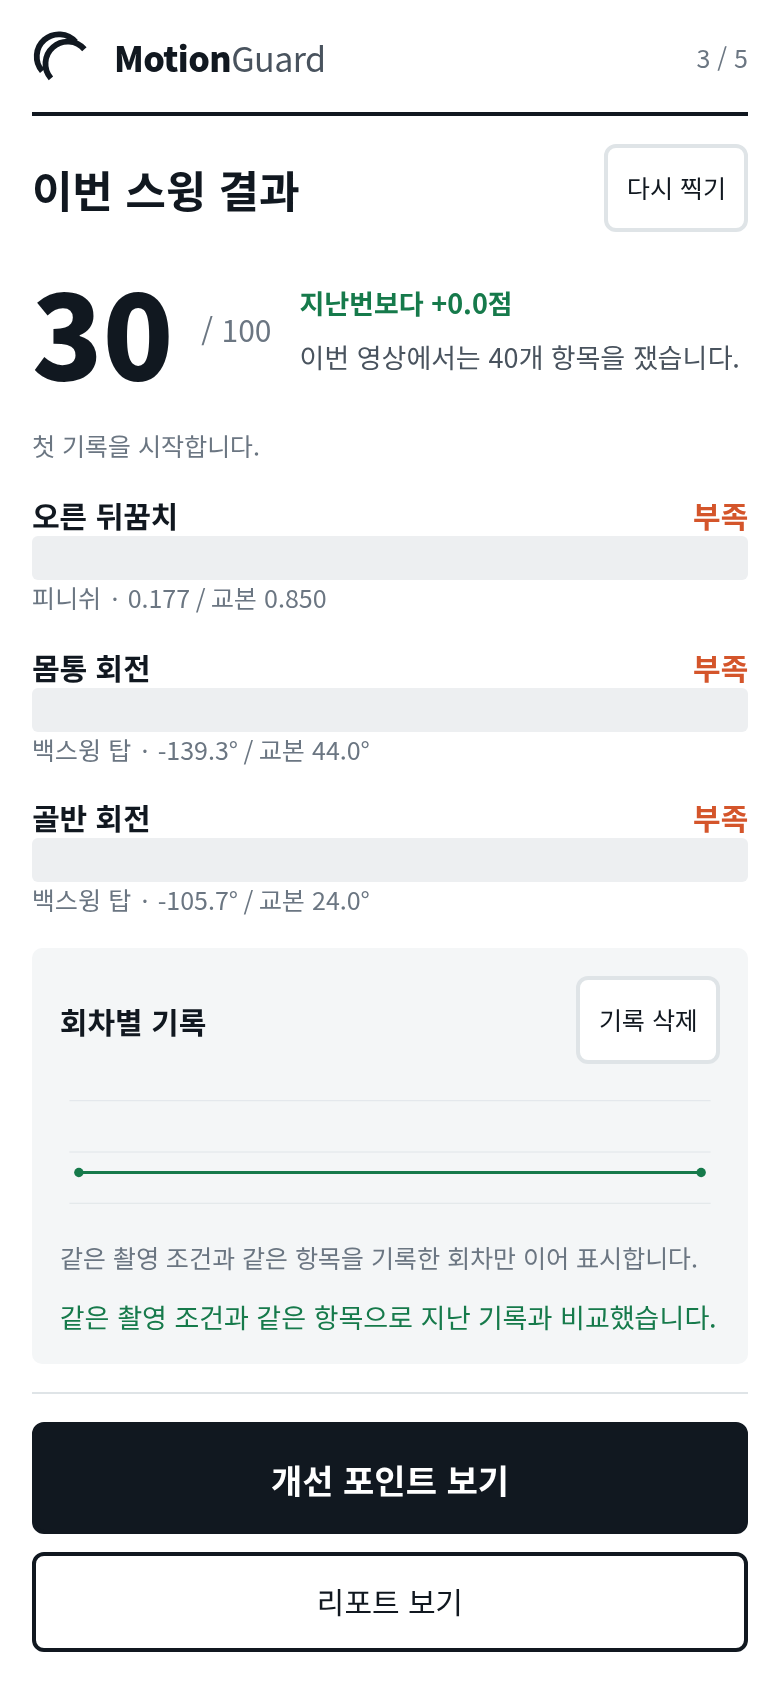 MotionGuard
3 / 5
이번 스윙 결과
다시 찍기
30 / 100
지난번보다 +0.0점
이번 영상에서는 40개 항목을 쟀습니다.
첫 기록을 시작합니다.
오른 뒤꿈치
부족
피니쉬 · 0.177 / 교본 0.850
몸통 회전
부족
백스윙 탑 · -139.3° / 교본 44.0°
골반 회전
부족
백스윙 탑 · -105.7° / 교본 24.0°
회차별 기록
기록 삭제
같은 촬영 조건과 같은 항목을 기록한 회차만 이어 표시합니다.
같은 촬영 조건과 같은 항목으로 지난 기록과 비교했습니다.
개선 포인트 보기
리포트 보기